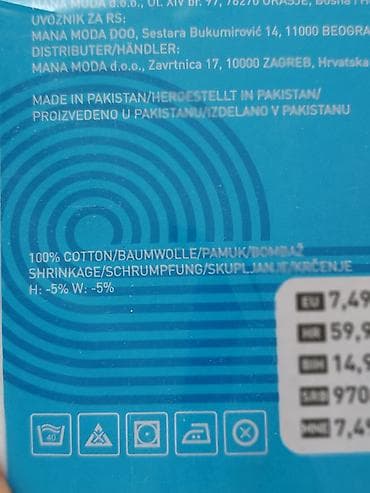 MANA MODA d.o.o., Ul. XIV br. 97, 76270 ORAŠJE, Bosna i
UVOZNIK ZA RS:
MANA MODA DOO, Sestara Bukumirović 14, 11000 BEOGRA
DISTRIBUTER/HÄNDLER:
MANA MODA d.o.o., Zavrtnica 17, 10000 ZAGREB, Hrvatska
MADE IN PAKISTAN/HERGESTELLT IN PAKISTAN/
PROIZVEDENO U PAKISTANU/IZDELANO V PAKISTANU
100% COTTON/BAUMWOLLE/PAMUK/BOMBAŽ
SHRINKAGE/SCHRUMPFUNG/SKUPLJANJE/KRČENJE
H: -5% W: -5%
EU 7,49
HR 59,9
BIH 14,9
SRB 970
MNE 7,49
40